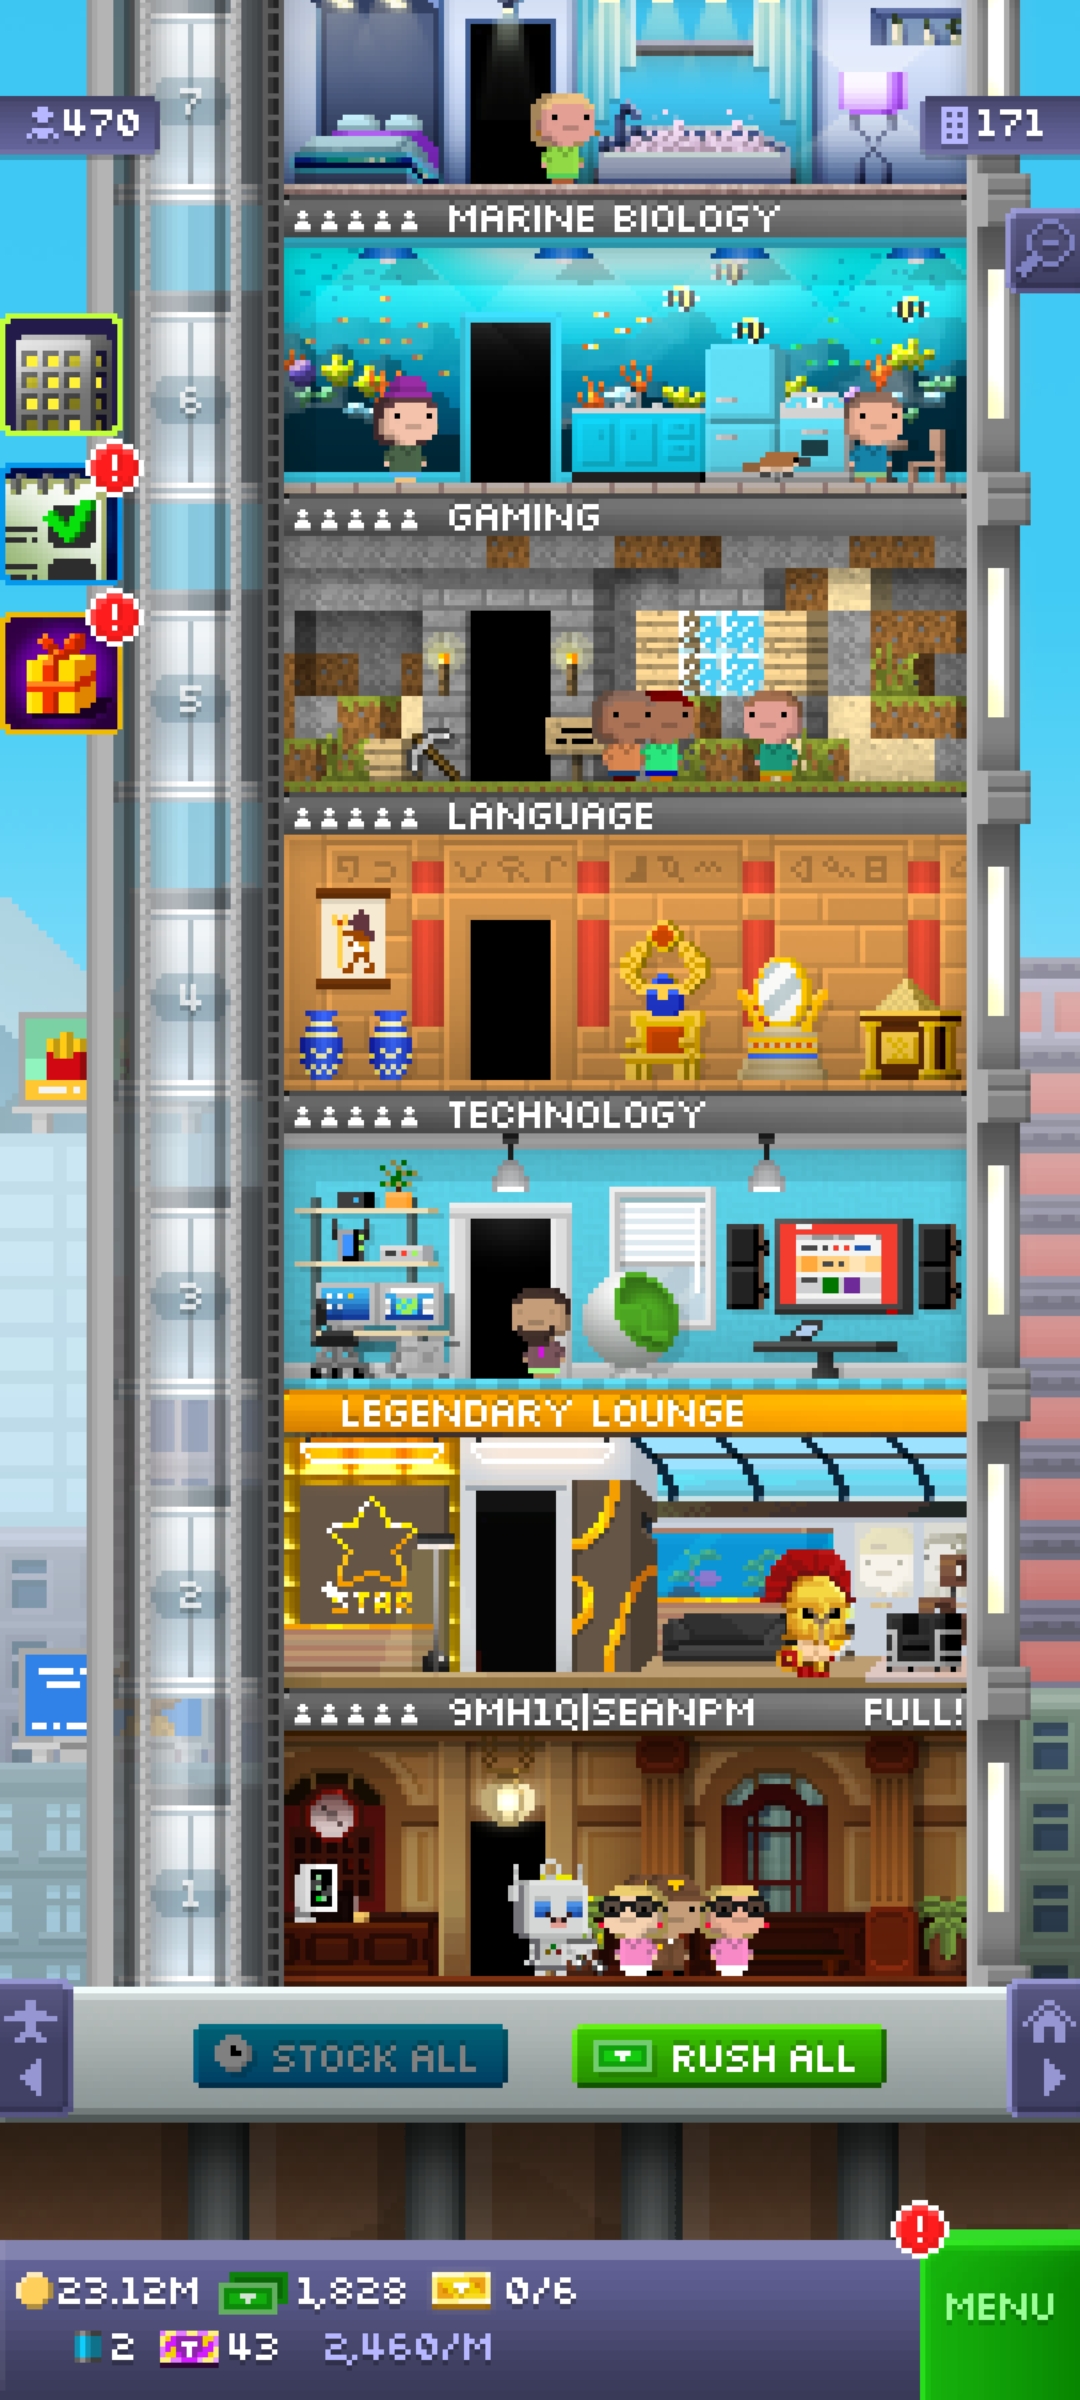 7
470
171
MARINE BIOLOGY
6
GAMING
5
LANGUAGE
4
TECHNOLOGY
3
LEGENDARY LOUNGE
STAR
2
9MH1Q|SEANPM FULL!
1
STOCK ALL
RUSH ALL
23.12M 1,828 0/6
2 43 2,460/M
MENU